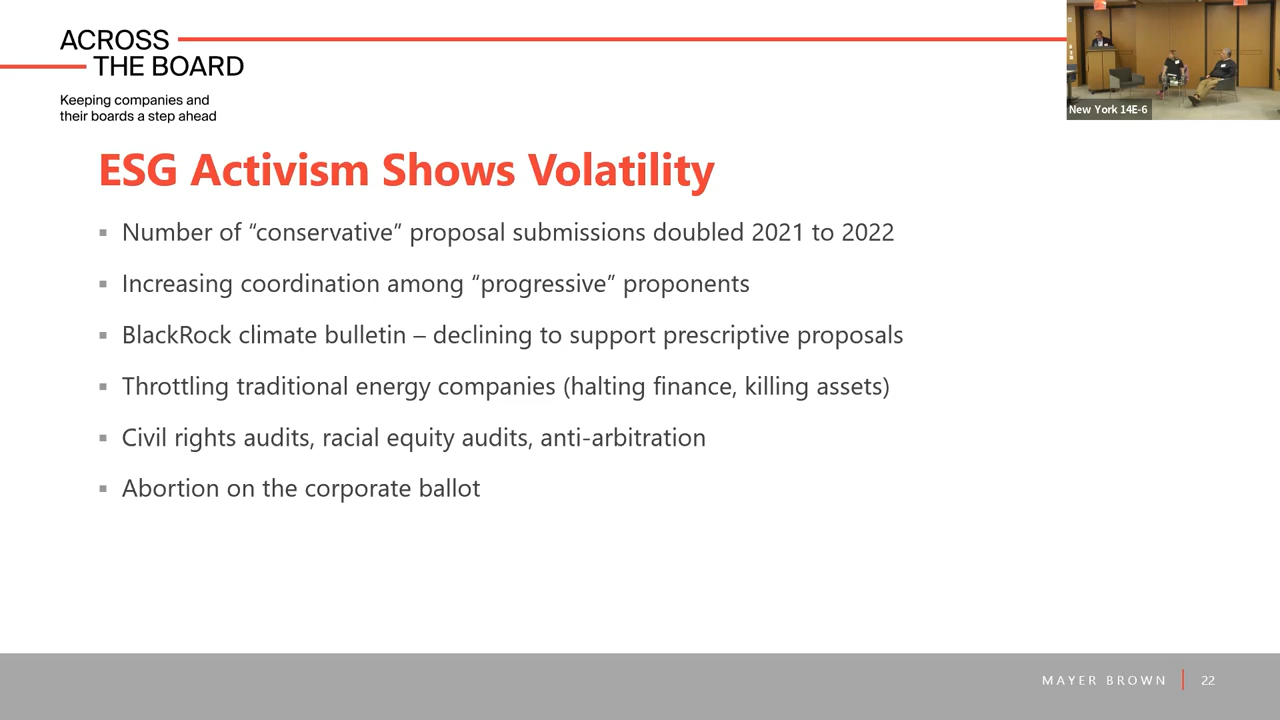 ACROSS
THE BOARD
Keeping companies and
their boards a step ahead
New York 14E-6
ESG Activism Shows Volatility
▪ Number of “conservative” proposal submissions doubled 2021 to 2022
▪ Increasing coordination among “progressive” proponents
▪ BlackRock climate bulletin – declining to support prescriptive proposals
▪ Throttling traditional energy companies (halting finance, killing assets)
▪ Civil rights audits, racial equity audits, anti-arbitration
▪ Abortion on the corporate ballot
MAYER BROWN | 22